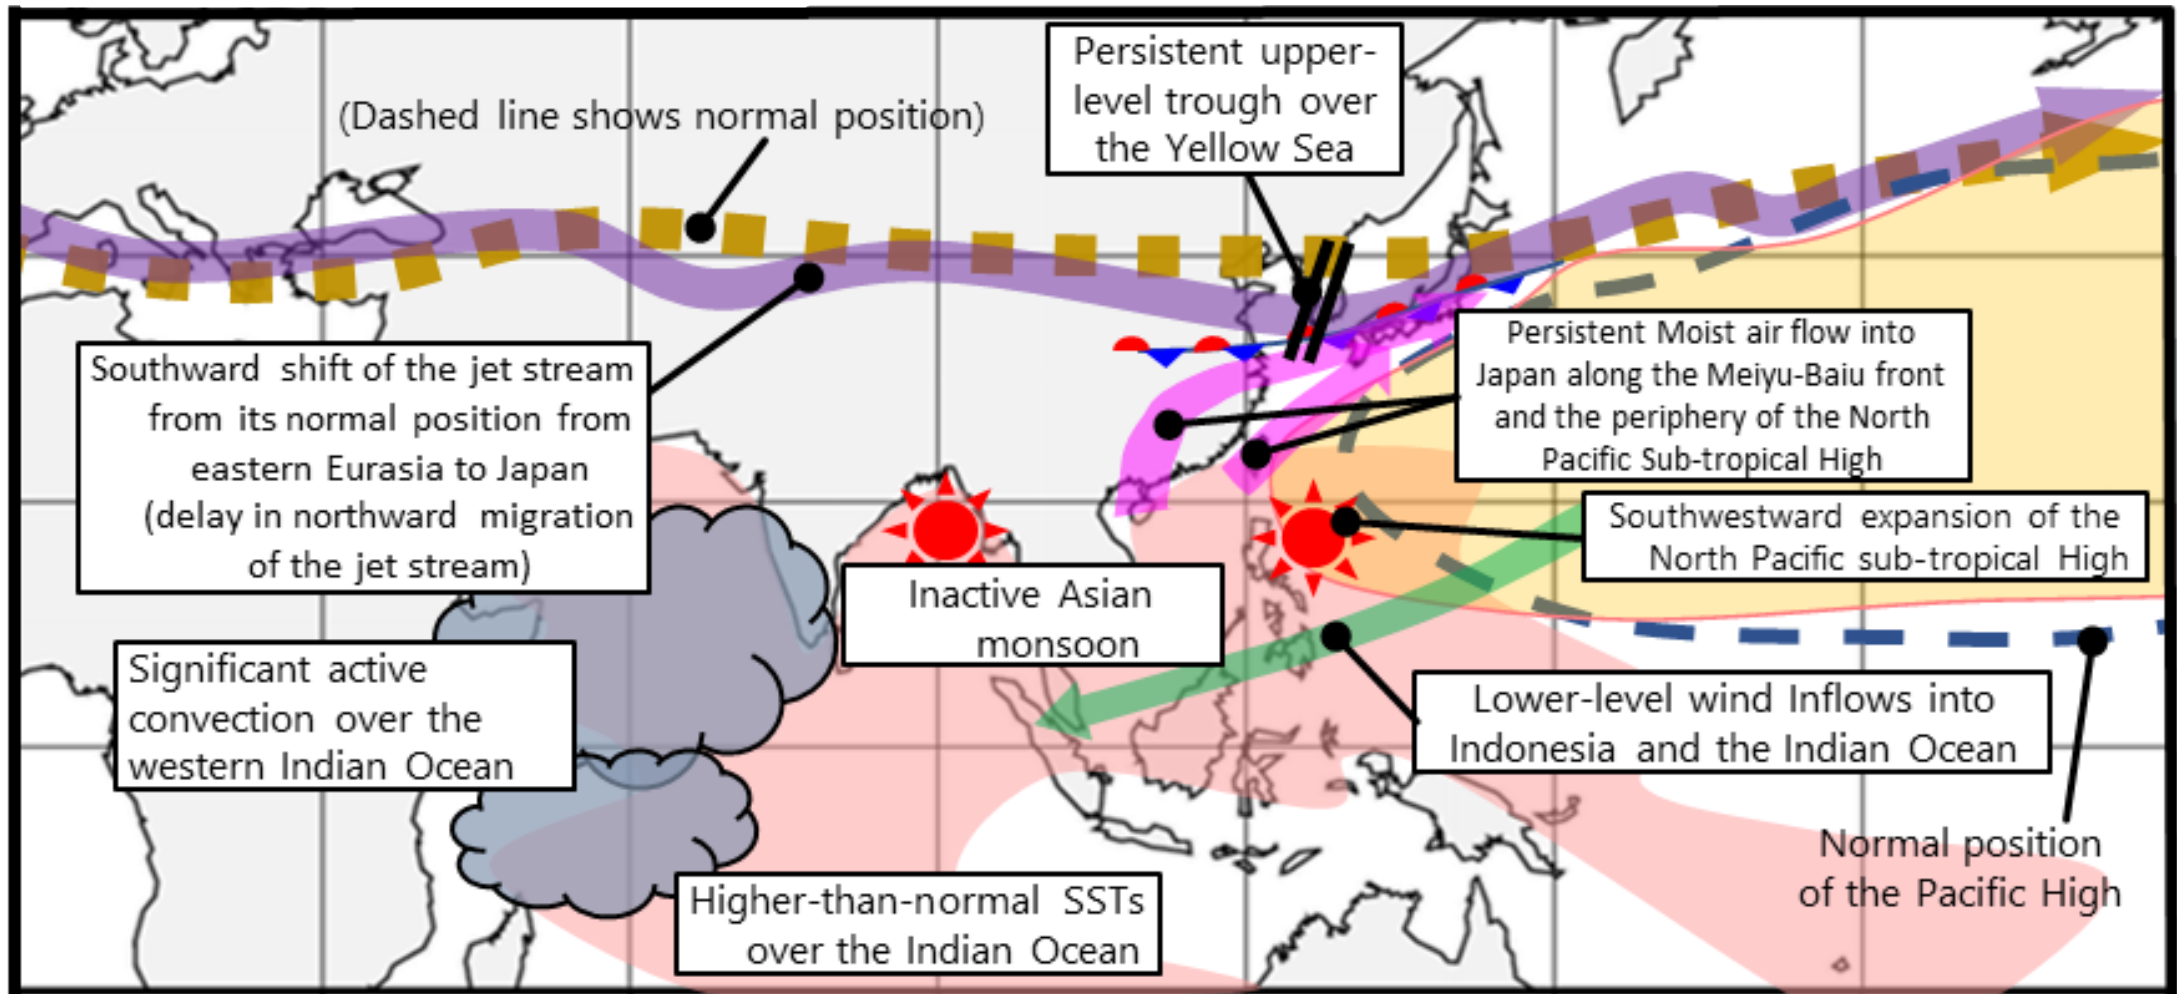 Persistent upper-
level trough over
the Yellow Sea
(Dashed line shows normal position)
Southward shift of the jet stream
from its normal position from
eastern Eurasia to Japan
(delay in northward migration
of the jet stream)
Persistent Moist air flow into
Japan along the Meiyu-Baiu front
and the periphery of the North
Pacific Sub-tropical High
Southwestward expansion of the
North Pacific sub-tropical High
Inactive Asian
monsoon
Significant active
convection over the
western Indian Ocean
Lower-level wind Inflows into
Indonesia and the Indian Ocean
Normal position
of the Pacific High
Higher-than-normal SSTs
over the Indian Ocean